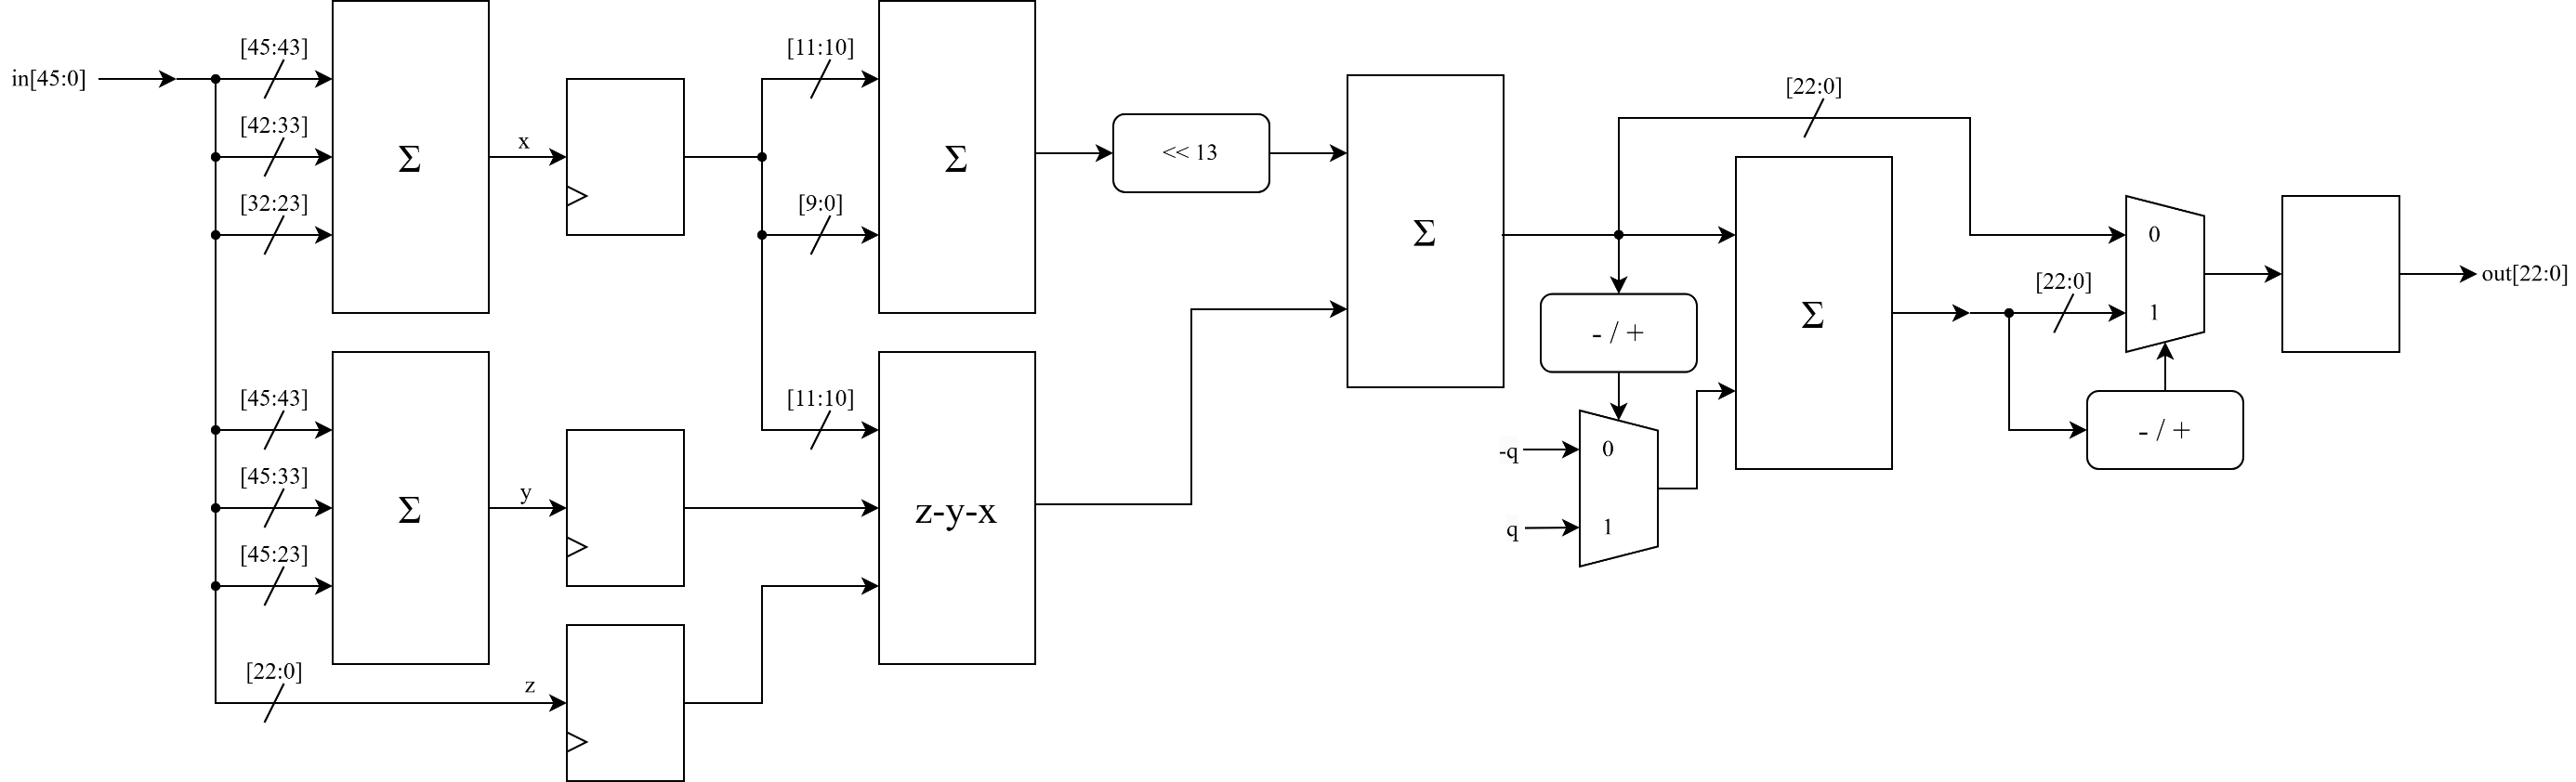 in[45:0]
[45:43]
[42:33]
[32:23]
Σ
x
[11:10]
[9:0]
Σ
<< 13
Σ
[22:0]
- / +
-q
0
q
1
Σ
[22:0]
0
1
- / +
out[22:0]
[45:43]
[45:33]
[45:23]
Σ
y
[11:10]
z-y-x
[22:0]
z